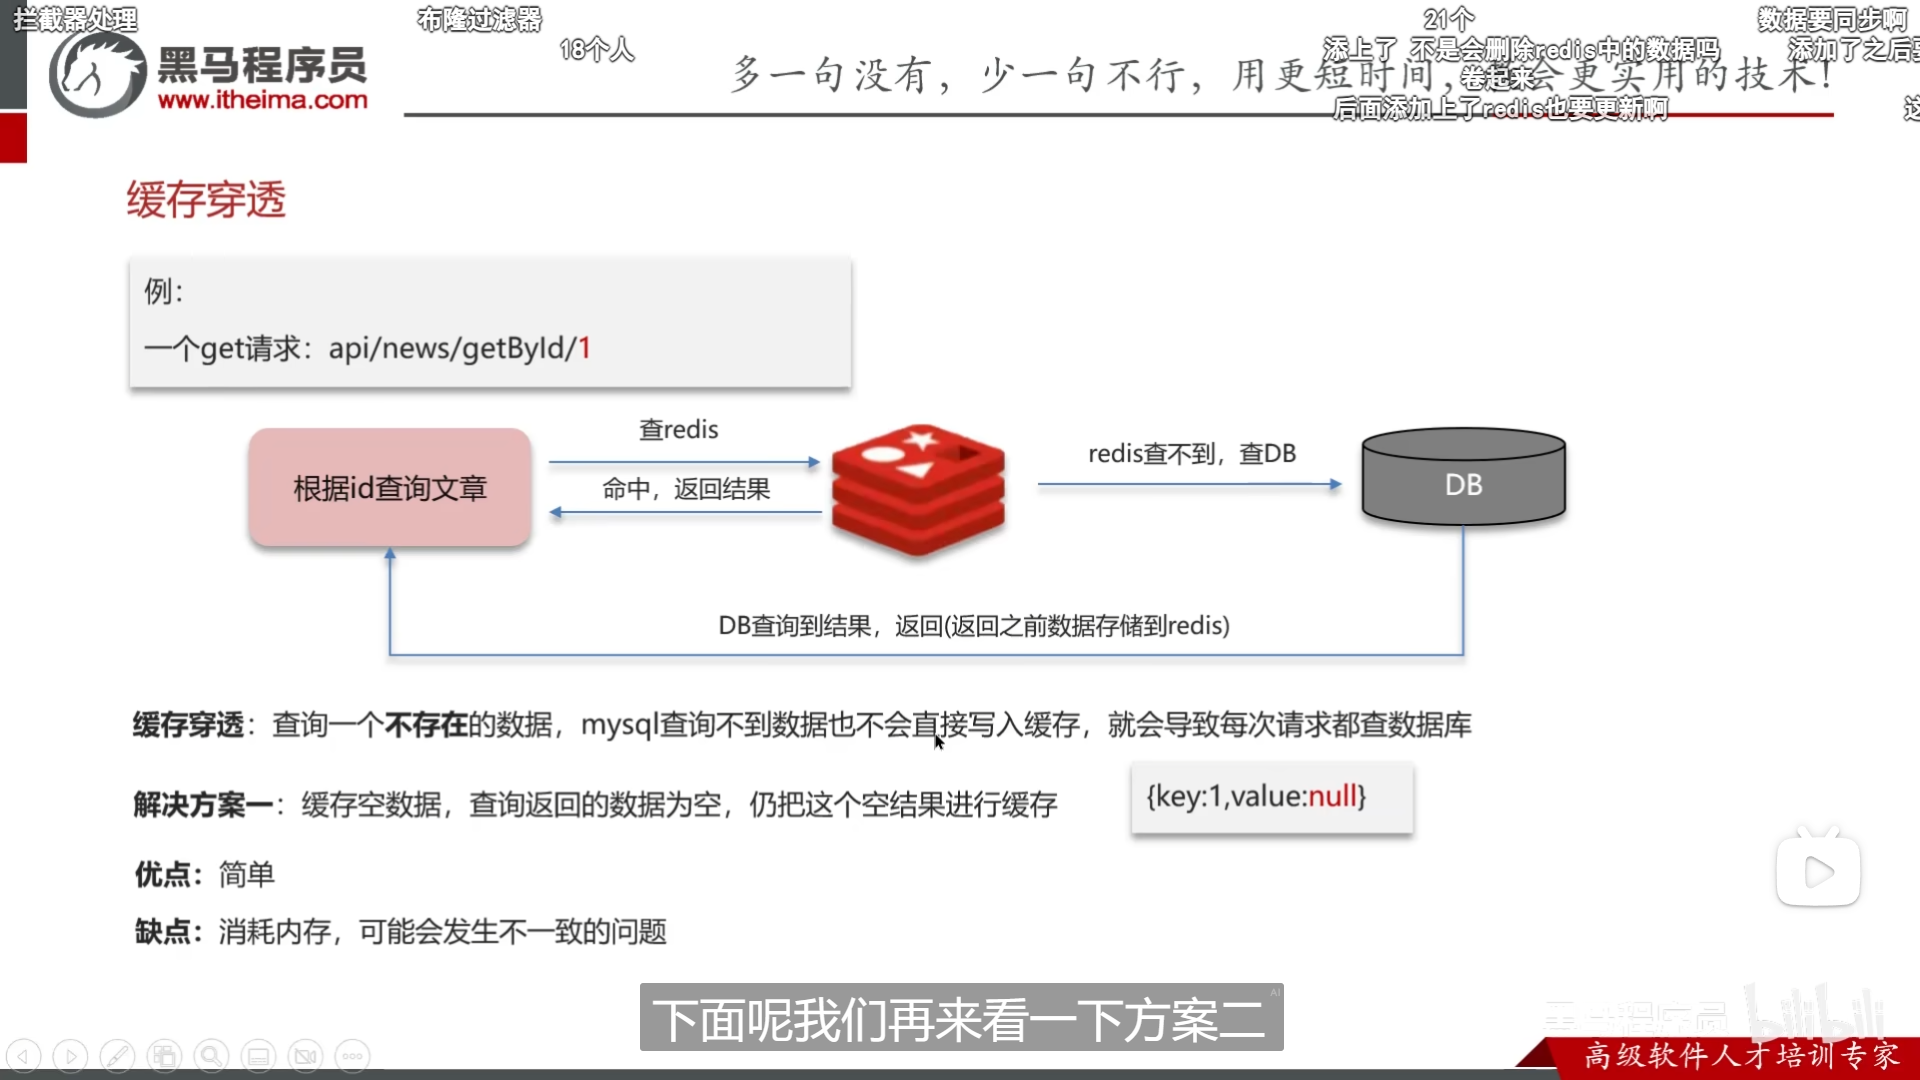 拦截器处理
布隆过滤器
18个人
21个
数据要同步啊
添上了 不是会删除redis中的数据吗
添加了之后要
卷起来
后面添加上了redis也要更新啊
这
黑马程序员
www.itheima.com
多一句没有，少一句不行，用更短时间，会更实用的技术！
缓存穿透
例：
一个get请求：api/news/getById/1
根据id查询文章
查redis
命中，返回结果
redis查不到，查DB
DB
DB查询到结果，返回(返回之前数据存储到redis)
缓存穿透：查询一个不存在的数据，mysql查询不到数据也不会直接写入缓存，就会导致每次请求都查数据库
解决方案一：缓存空数据，查询返回的数据为空，仍把这个空结果进行缓存
{key:1,value:null}
优点：简单
缺点：消耗内存，可能会发生不一致的问题
下面呢我们再来看一下方案二
AI
黑马程序员
bilibili
高级软件人才培训专家